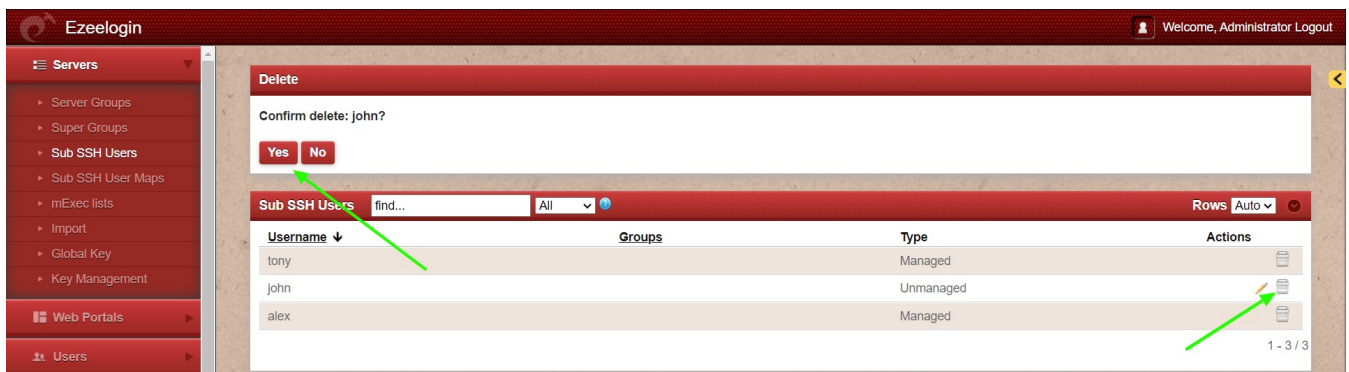 Ezeelogin
Welcome, Administrator Logout
Servers
Server Groups
Super Groups
Sub SSH Users
Sub SSH User Maps
mExec lists
Import
Global Key
Key Management
Web Portals
Users
Delete
Confirm delete: john?
Yes No
Sub SSH Users find... All Rows Auto
Username Groups Type Actions
tony Managed
john Unmanaged
alex Managed
1 - 3 / 3